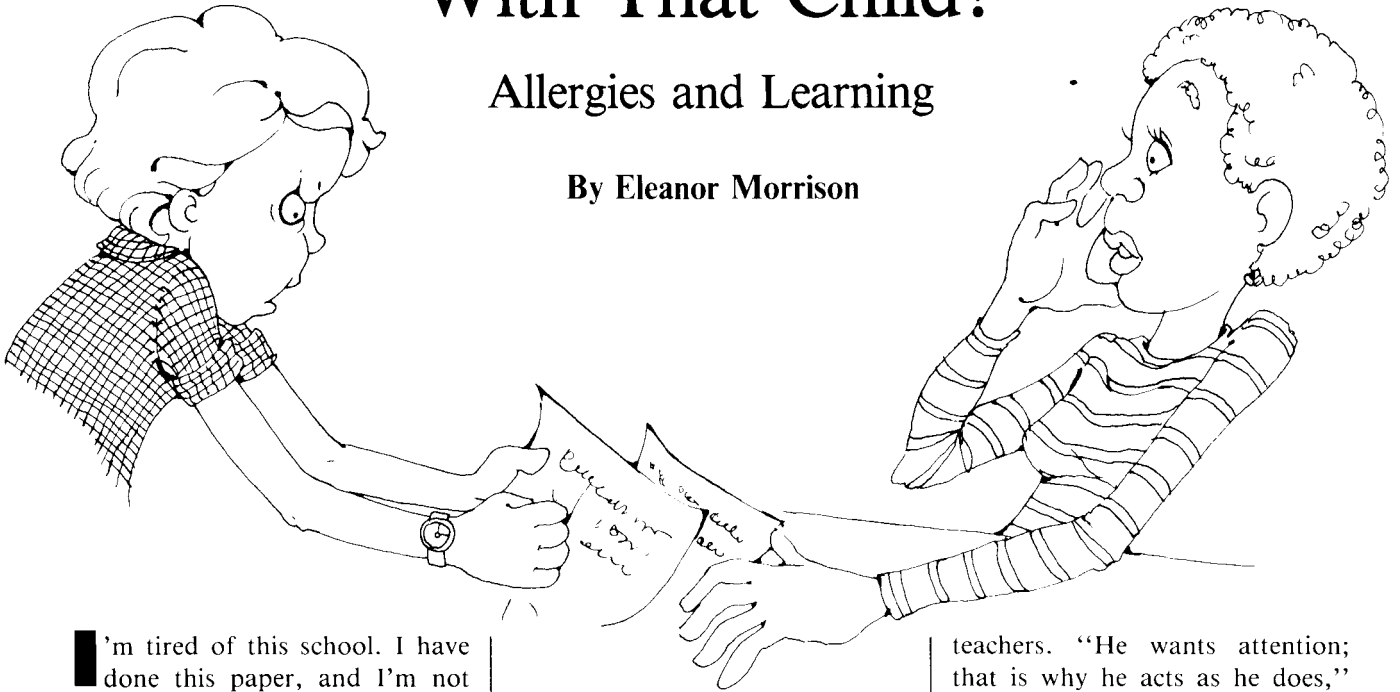 With That Child?
Allergies and Learning
By Eleanor Morrison
I'm tired of this school. I have
done this paper, and I'm not
teachers. “He wants attention;
that is why he acts as he does,”